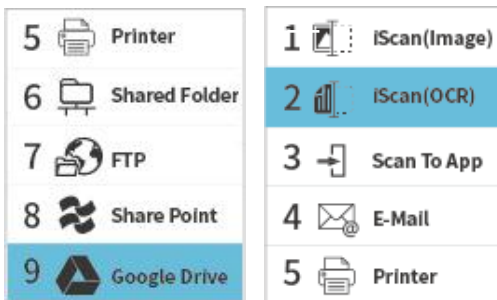 5 Printer
6 Shared Folder
7 FTP
8 Share Point
9 Google Drive
1 iScan(Image)
2 iScan(OCR)
3 Scan To App
4 E-Mail
5 Printer